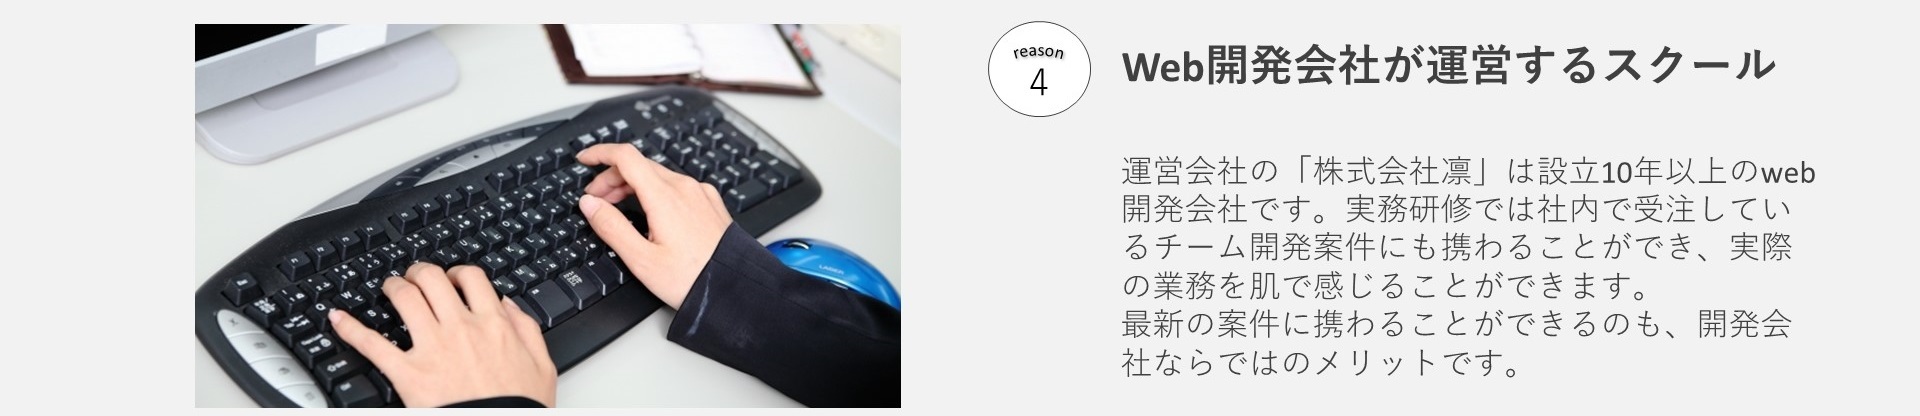 reason
4
Web開発会社が運営するスクール
運営会社の「株式会社凛」は設立10年以上のweb
開発会社です。実務研修では社内で受注してい
るチーム開発案件にも携わることができ、実際
の業務を肌で感じることができます。
最新の案件に携わることができるのも、開発会
社ならではのメリットです。
LASER